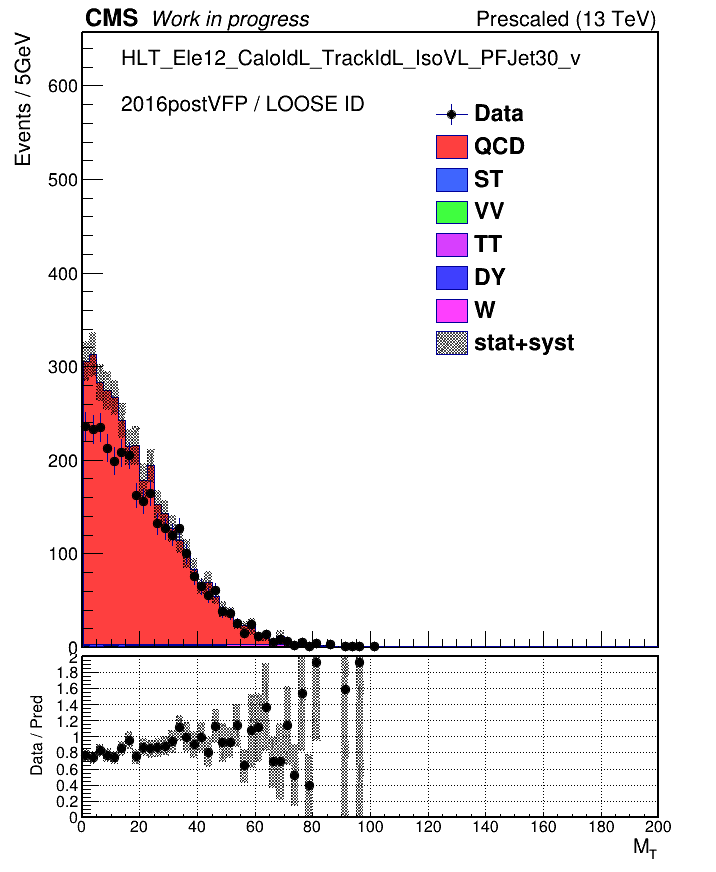 CMS Work in progress Prescaled (13 TeV)
Events / 5GeV
HLT_Ele12_CaloIdL_TrackIdL_IsoVL_PFJet30_v
2016postVFP / LOOSE ID
Data
QCD
ST
VV
TT
DY
W
stat+syst
600
500
400
300
200
100
0
Data / Pred
2
1.8
1.6
1.4
1.2
1
0.8
0.6
0.4
0.2
0
0 20 40 60 80 100 120 140 160 180 200
M_T